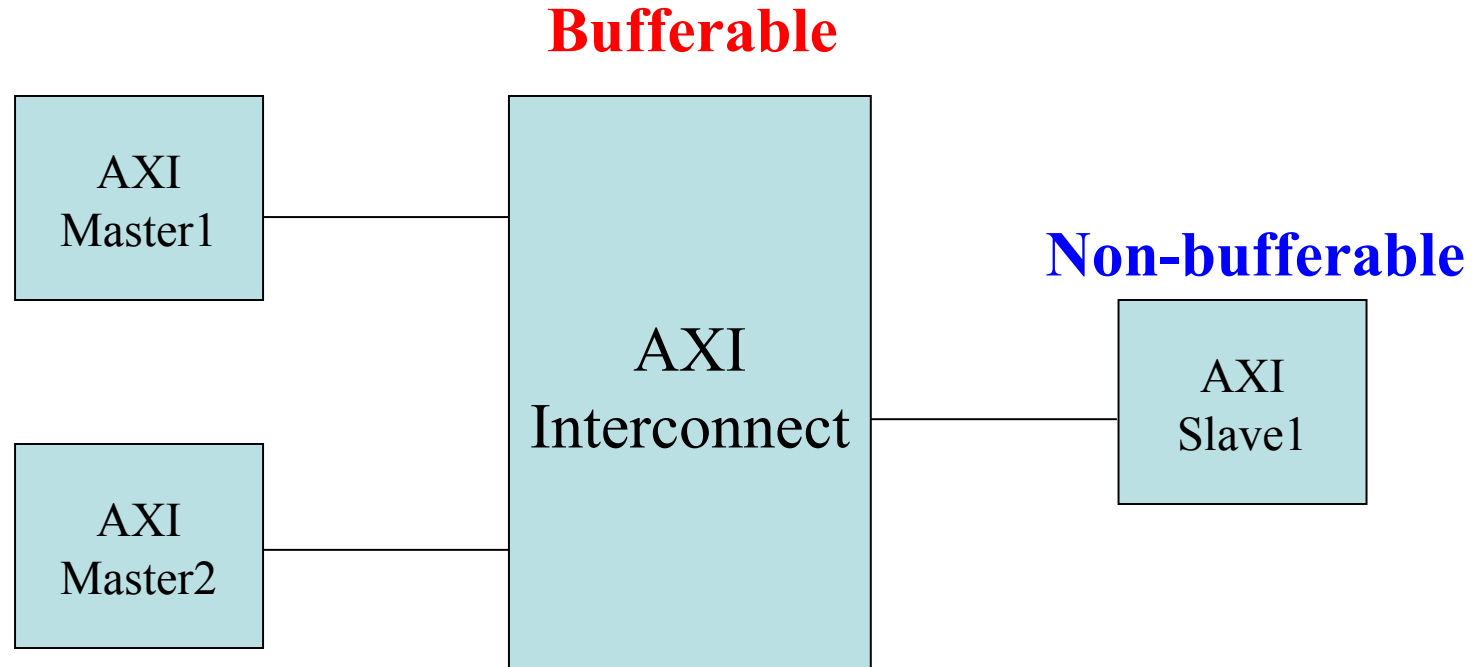 Bufferable
AXI
Master1
Non-bufferable
AXI
Interconnect
AXI
Slave1
AXI
Master2